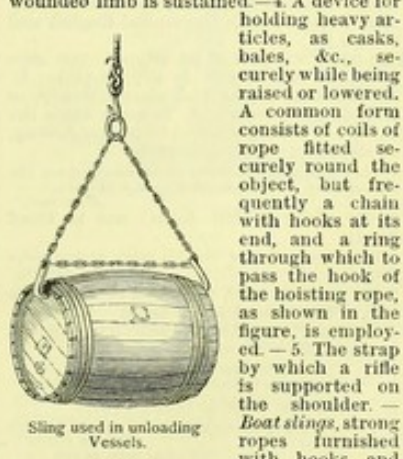 wounded limb is sustained.—4. A device for
holding heavy ar-
ticles, as casks,
bales, &c., se-
curely while being
raised or lowered.
A common form
consists of coils of
rope fitted se-
curely round the
object, but fre-
quently a chain
with hooks at its
end, and a ring
through which to
pass the hook of
the hoisting rope,
as shown in the
figure, is employ-
ed.—5. The strap
by which a rifle
is supported on
the shoulder.—
Boat slings, strong
ropes furnished
with hooks and
Sling used in unloading
Vessels.